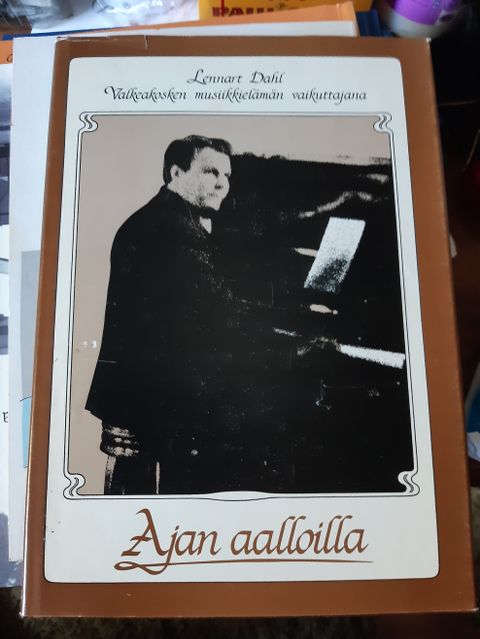 Lennart Dahl
Valkeakosken musiikkielämän vaikuttajana
Ajan aalloilla